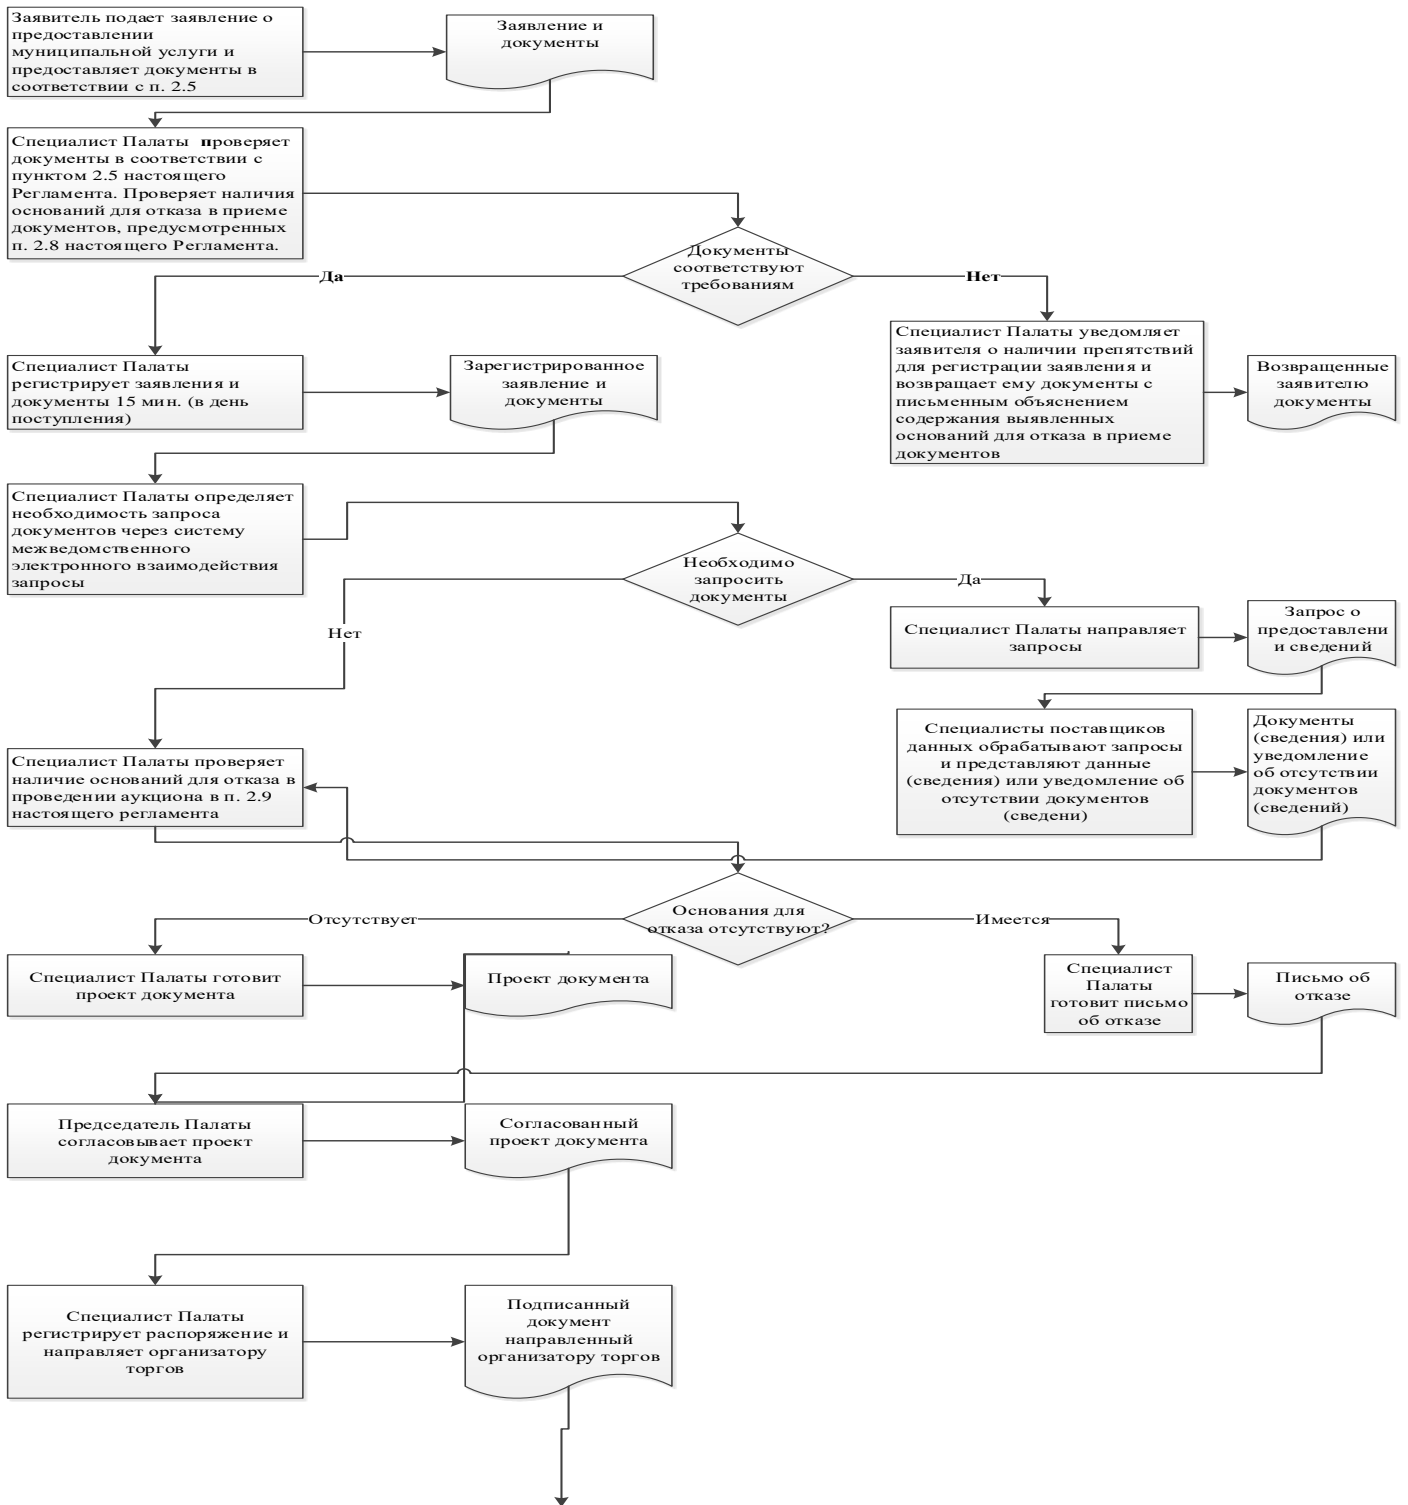 Заявитель подает заявление о
предоставлении
муниципальной услуги и
предоставляет документы в
соответствии с п. 2.5
Заявление и
документы
Специалист Палаты  проверяет
документы в соответствии с
пунктом 2.5 настоящего
Регламента. Проверяет наличия
оснований для отказа в приеме
документов, предусмотренных
п. 2.8 настоящего Регламента.
Документы
соответствуют
требованиям
Да
Нет
Специалист Палаты
регистрирует заявления и
документы 15 мин. (в день
поступления)
Зарегистрированное
заявление и
документы
Специалист Палаты уведомляет
заявителя о наличии препятствий
для регистрации заявления и
возвращает ему документы с
письменным объяснением
содержания выявленных
оснований для отказа в приеме
документов
Возвращенные
заявителю
документы
Специалист Палаты определяет
необходимость запроса
документов через систему
межведомственного
электронного взаимодействия
запросы
Необходимо
запросить
документы
Да
Нет
Специалист Палаты направляет
запросы
Запрос о
предоставлени
и сведений
Специалисты поставщиков
данных обрабатывают запросы
и представляют данные
(сведения) или уведомление об
отсутствии документов
(сведени)
Документы
(сведения) или
уведомление
об отсутствии
документов
(сведений)
Специалист Палаты проверяет
наличие оснований для отказа в
проведении аукциона в п. 2.9
настоящего регламента
Основания для
отказа отсутствуют?
Отсутствует
Имеется
Специалист Палаты готовит
проект документа
Проект документа
Специалист
Палаты
готовит письмо
об отказе
Письмо об
отказе
Председатель Палаты
согласовывает проект
документа
Согласованный
проект документа
Специалист Палаты
регистрирует распоряжение и
направляет организатору
торгов
Подписанный
документ
направленный
организатору торгов